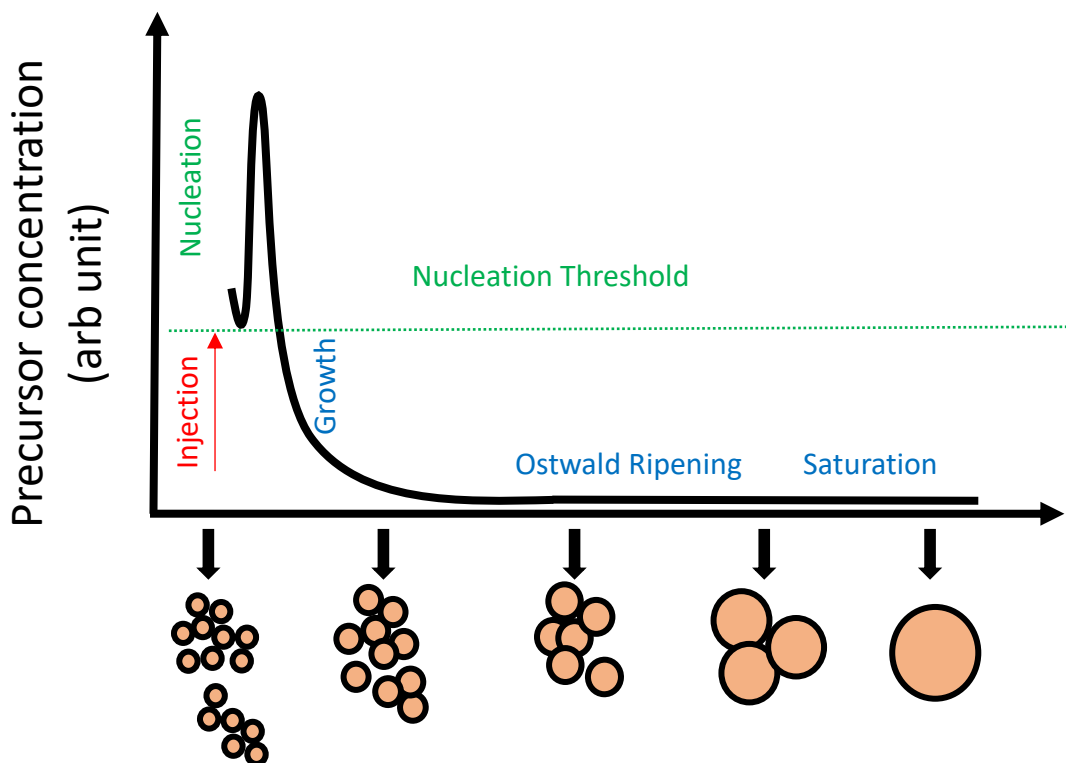 Precursor concentration
(arb unit)
Nucleation
Injection
Nucleation Threshold
Growth
Ostwald Ripening
Saturation